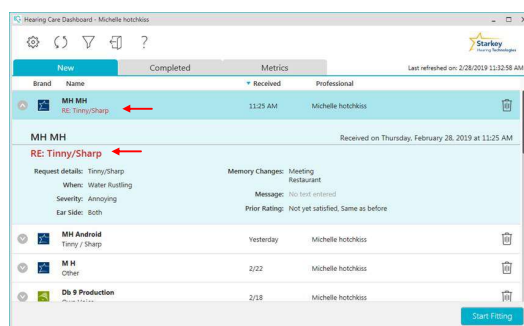 Hearing Care Dashboard - Michelle hotchkiss
?
Starkey
Hearing Technologies
New
Completed
Metrics
Last refreshed on: 2/28/2019 11:32:58 AM
Brand Name Received Professional
MH MH
RE: Tinny/Sharp
11:25 AM
Michelle hotchkiss
MH MH
Received on Thursday, February 28, 2019 at 11:25 AM
RE: Tinny/Sharp
Request details: Tinny/Sharp
When: Water Rustling
Severity: Annoying
Ear Side: Both
Memory Changes: Meeting
Restaurant
Message: No text entered
Prior Rating: Not yet satisfied, Same as before
MH Android
Tinny / Sharp
Yesterday
Michelle hotchkiss
M H
Other
2/22
Michelle hotchkiss
Db 9 Production
2/18
Michelle hotchkiss
Start Fitting